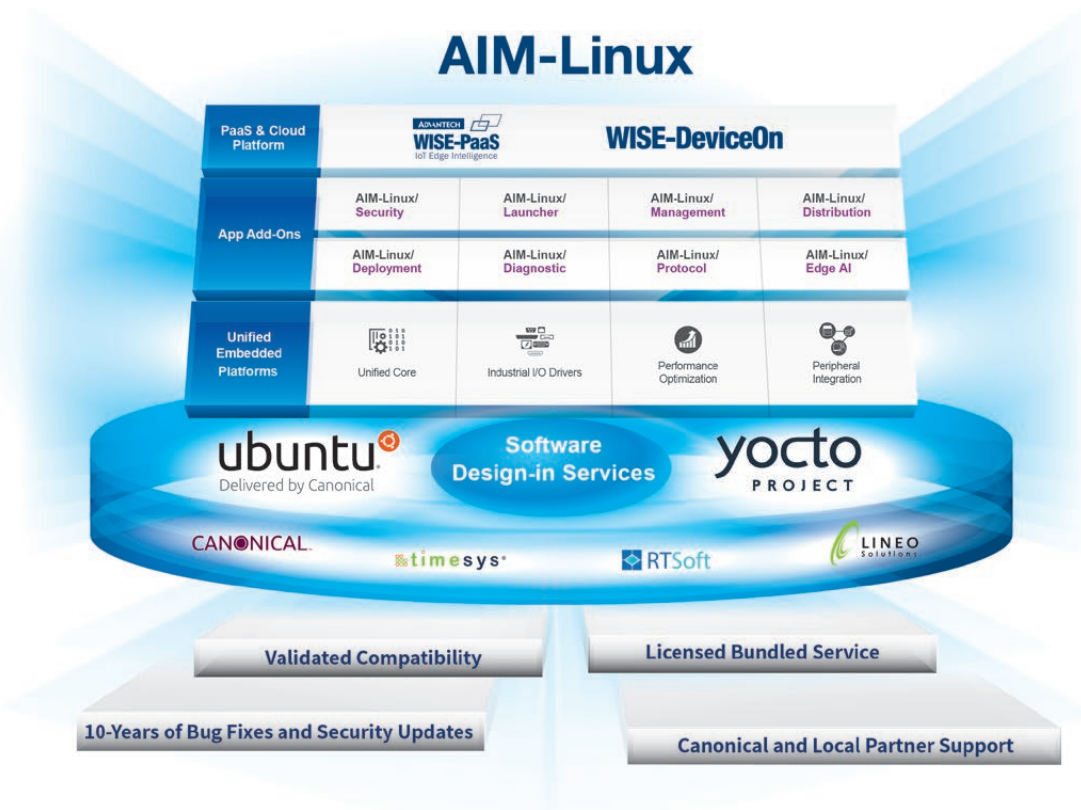 AIM-Linux
PaaS & Cloud
Platform
ADVANTECH
WISE-PaaS
IoT Edge Intelligence
WISE-DeviceOn
App Add-Ons
AIM-Linux/
Security
AIM-Linux/
Launcher
AIM-Linux/
Management
AIM-Linux/
Distribution
AIM-Linux/
Deployment
AIM-Linux/
Diagnostic
AIM-Linux/
Protocol
AIM-Linux/
Edge AI
Unified
Embedded
Platforms
010
101
0101
Unified Core
Industrial I/O Drivers
Performance
Optimization
Peripheral
Integration
ubuntu
Delivered by Canonical
Software
Design-in Services
yocto
PROJECT
CANONICAL
timesys
RTSoft
LINEO
Solutions
Validated Compatibility
Licensed Bundled Service
10-Years of Bug Fixes and Security Updates
Canonical and Local Partner Support